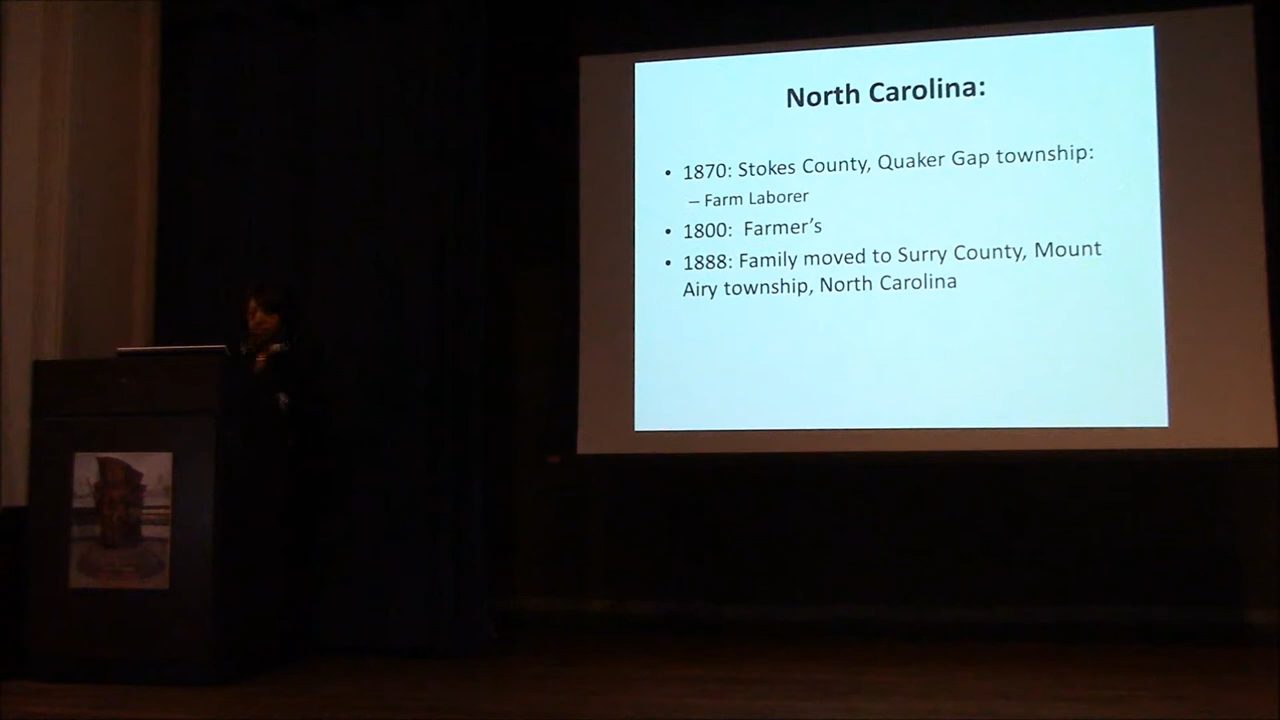 North Carolina:
• 1870: Stokes County, Quaker Gap township:
– Farm Laborer
• 1800: Farmer's
• 1888: Family moved to Surry County, Mount
Airy township, North Carolina